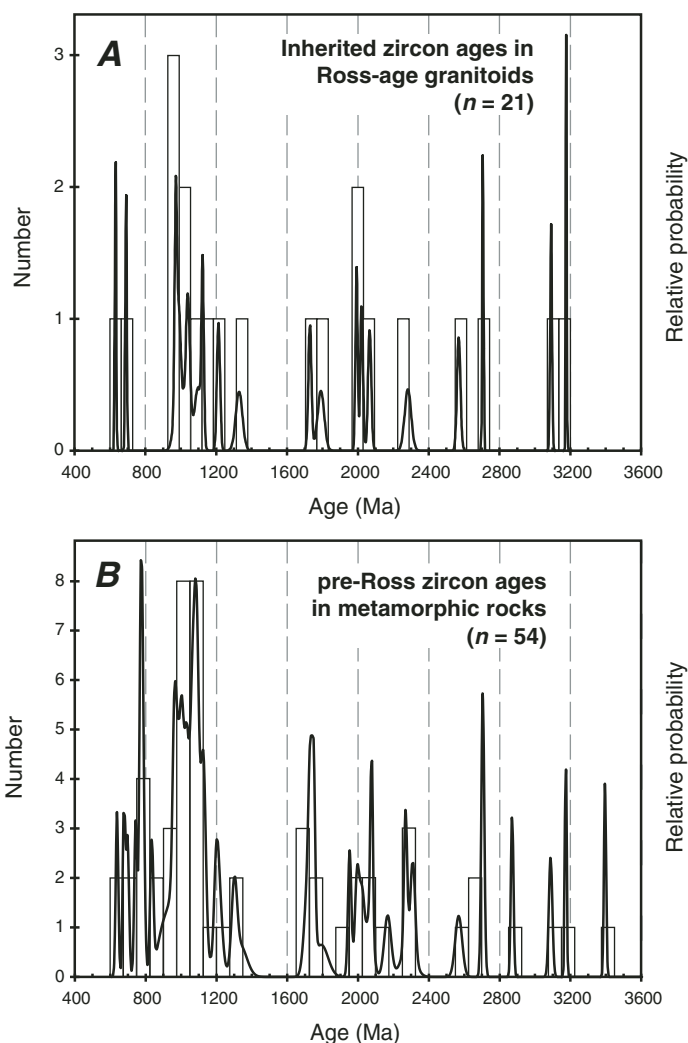 A
Inherited zircon ages in
Ross-age granitoids
(n = 21)
3
2
1
0
Number
Relative probability
400 800 1200 1600 2000 2400 2800 3200 3600
Age (Ma)
B
pre-Ross zircon ages
in metamorphic rocks
(n = 54)
8
7
6
5
4
3
2
1
0
Number
Relative probability
400 800 1200 1600 2000 2400 2800 3200 3600
Age (Ma)